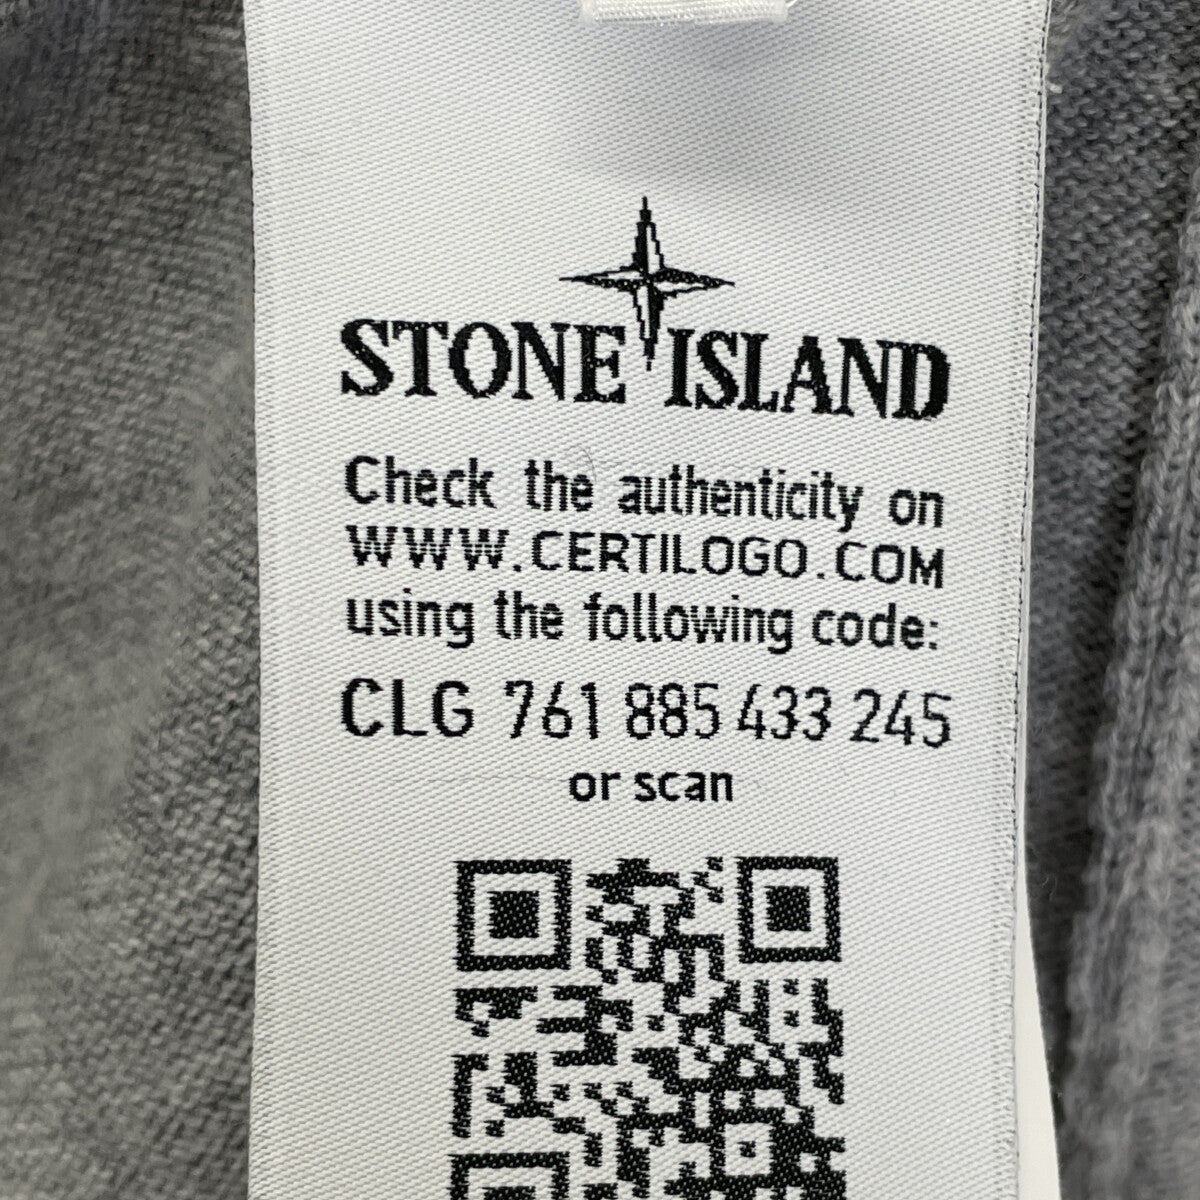 STONE ISLAND
Check the authenticity on
WWW.CERTILOGO.COM
using the following code:
CLG 761 885 433 245
or scan